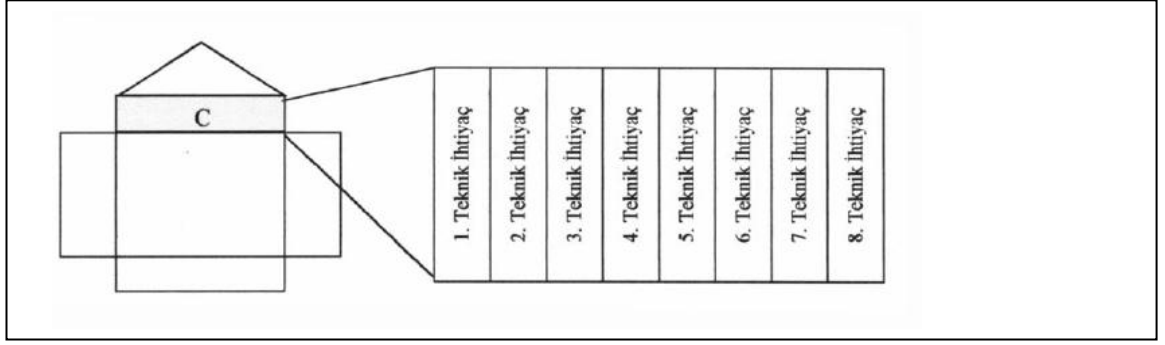 C
1. Teknik İhtiyaç
2. Teknik İhtiyaç
3. Teknik İhtiyaç
4. Teknik İhtiyaç
5. Teknik İhtiyaç
6. Teknik İhtiyaç
7. Teknik İhtiyaç
8. Teknik İhtiyaç